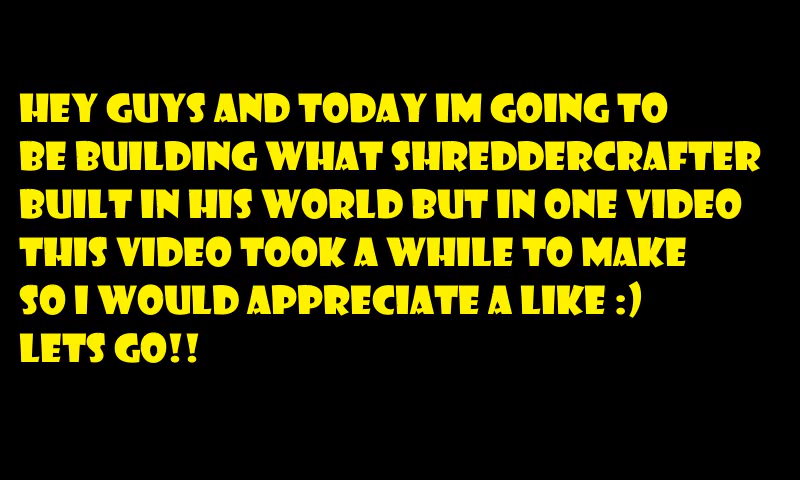 HEY GUYS AND TODAY IM GOING TO
BE BUILDING WHAT SHREDDERCRAFTER
BUILT IN HIS WORLD BUT IN ONE VIDEO
THIS VIDEO TOOK A WHILE TO MAKE
SO I WOULD APPRECIATE A LIKE :)
LETS GO!!